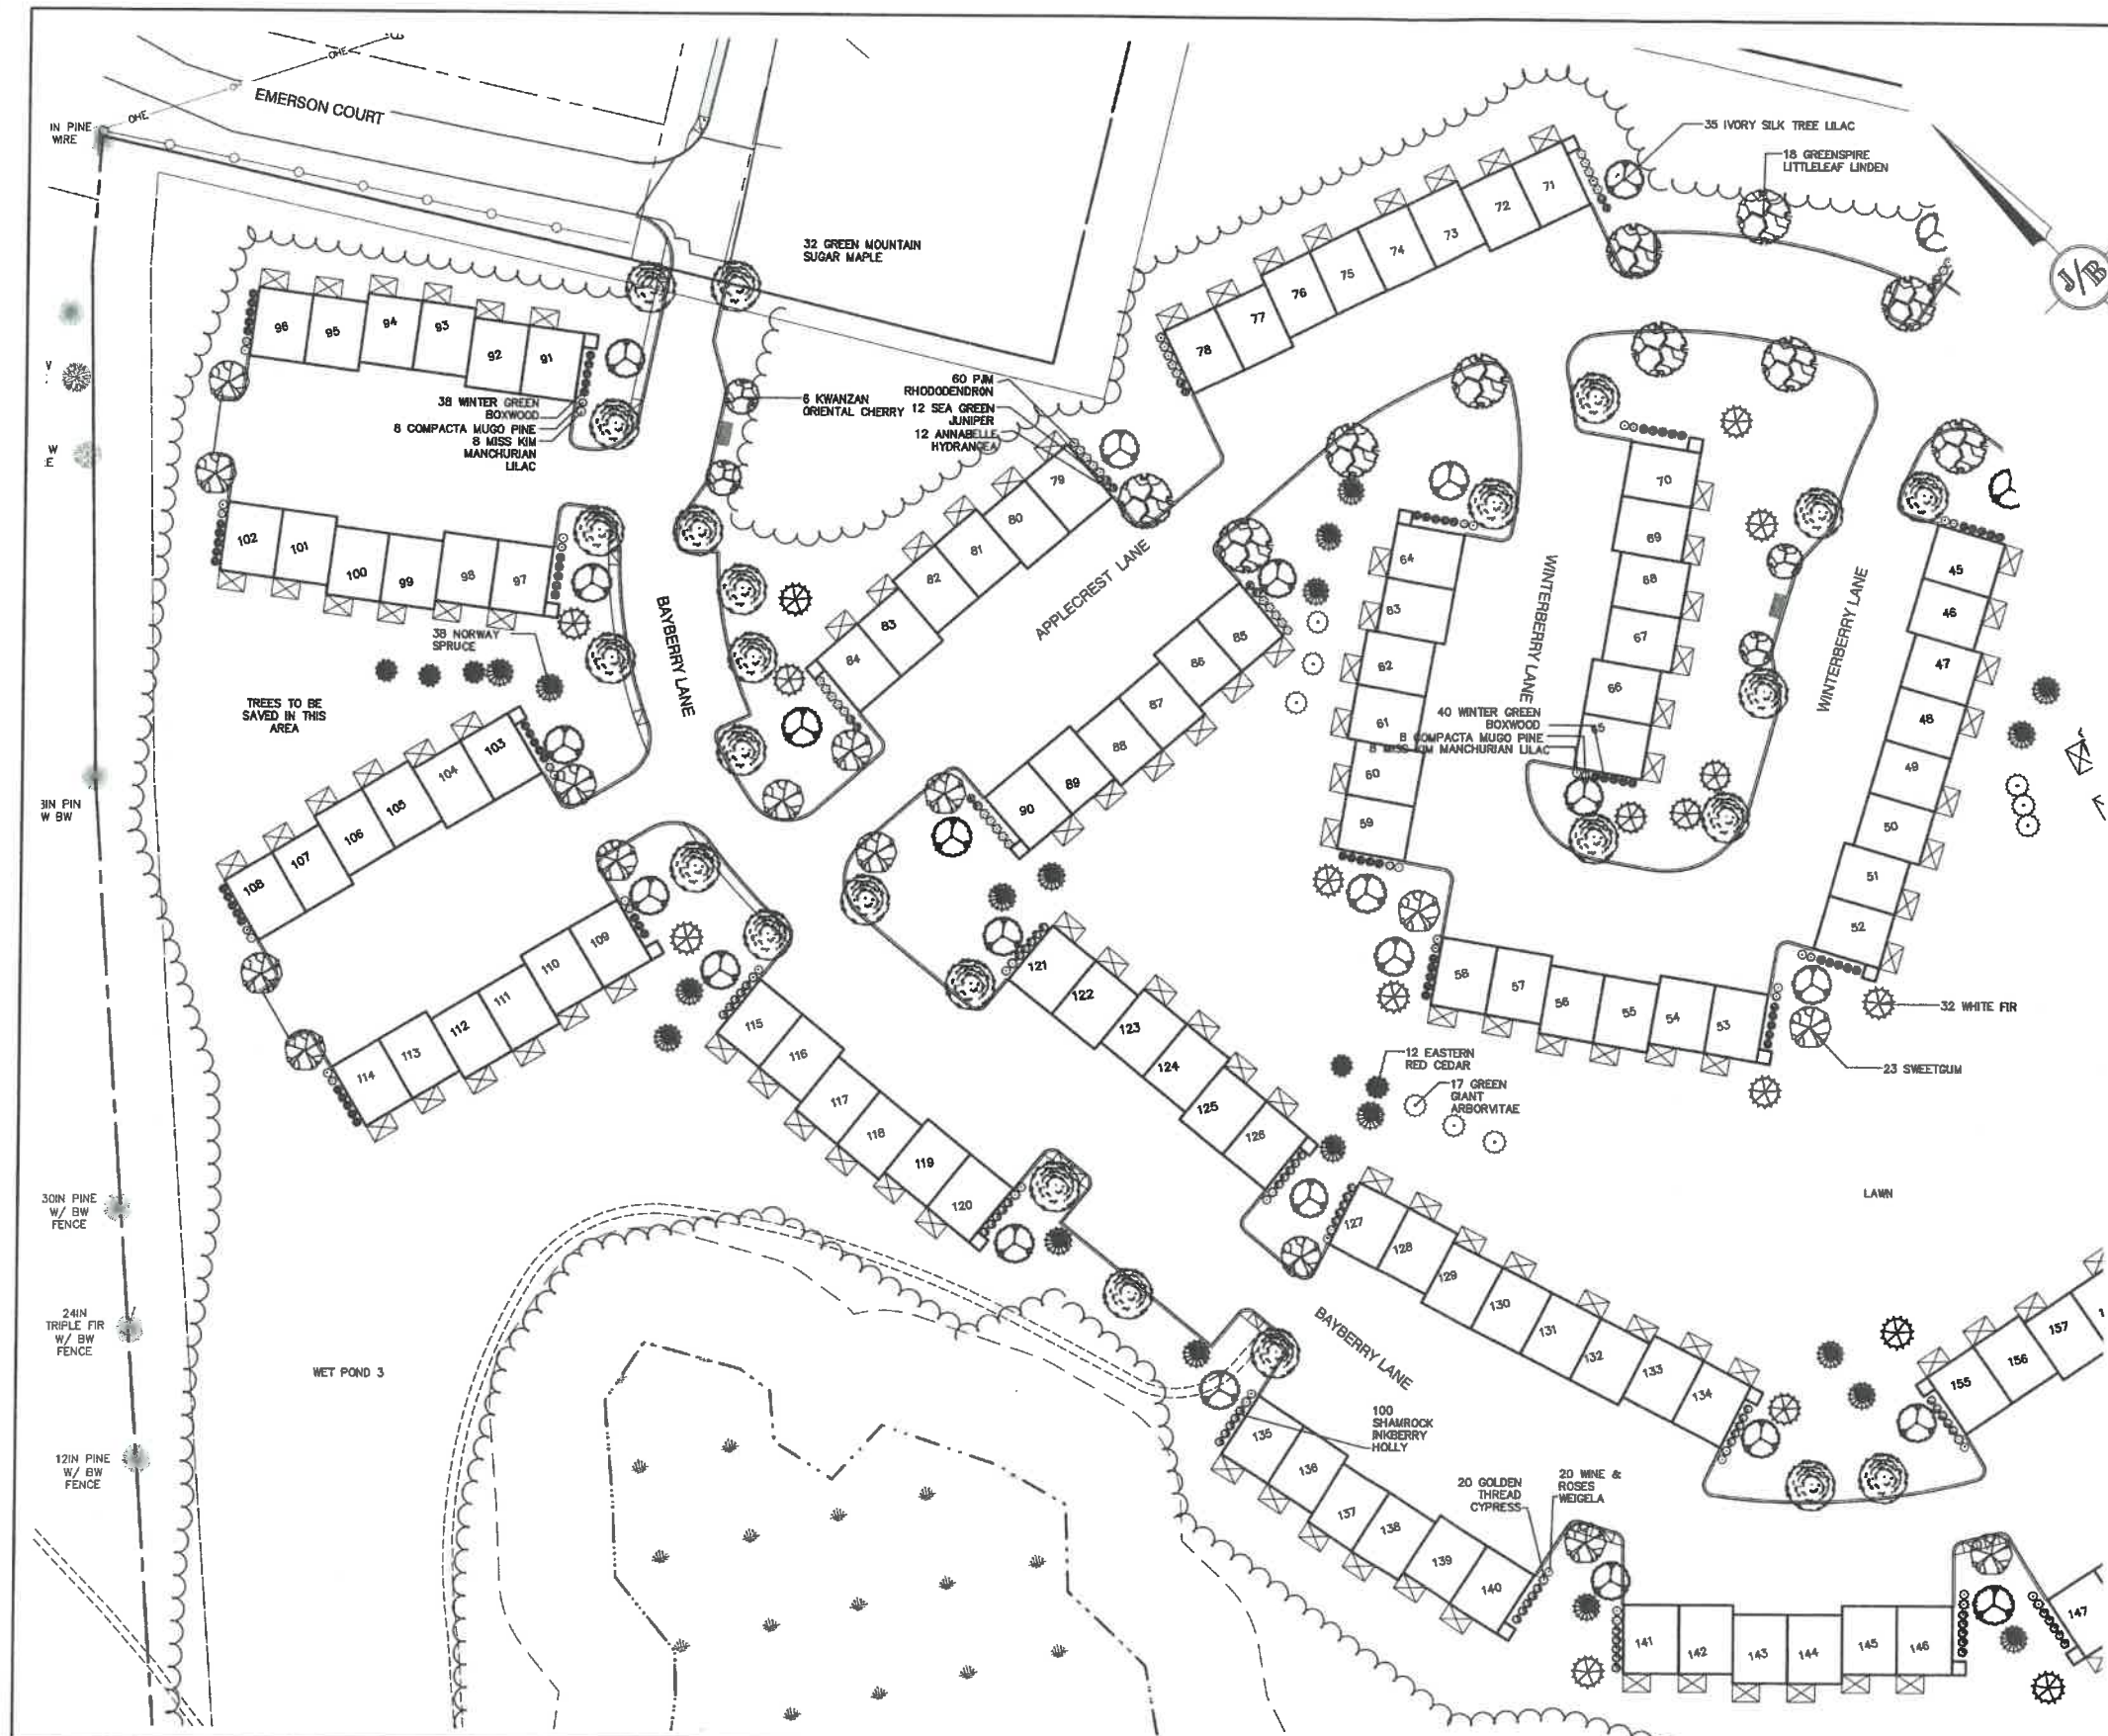 OHE
OHE
EMERSON COURT
IN PINE
WIRE
35 IVORY SILK TREE LILAC
18 GREENSPIRE
LITTLELEAF LINDEN
J/B
32 GREEN MOUNTAIN
SUGAR MAPLE
71
72
73
74
75
76
77
78
96
95
94
93
92
91
38 WINTER GREEN
BOXWOOD
8 COMPACTA MUGO PINE
8 MISS KIM
MANCHURIAN
LILAC
6 KWANZAN
ORIENTAL CHERRY
60 PJM
RHODODENDRON
12 SEA GREEN
JUNIPER
12 ANNABELLE
HYDRANGEA
W
E
79
80
81
82
83
84
APPLECREST LANE
102
101
100
99
98
97
38 NORWAY
SPRUCE
BAYBERRY LANE
TREES TO BE
SAVED IN THIS
AREA
85
86
87
88
89
90
64
63
62
61
60
59
WINTERBERRY LANE
70
69
68
67
66
65
40 WINTER GREEN
BOXWOOD
8 COMPACTA MUGO PINE
8 MISS KIM MANCHURIAN LILAC
WINTERBERRY LANE
45
46
47
48
49
50
51
52
3IN PIN
W BW
103
104
105
106
107
108
109
110
111
112
113
114
115
116
117
118
119
120
121
122
123
124
125
126
58
57
56
55
54
53
32 WHITE FIR
23 SWEETGUM
12 EASTERN
RED CEDAR
17 GREEN
GIANT
ARBORVITAE
LAWN
30IN PINE
W/ BW
FENCE
24IN
TRIPLE FIR
W/ BW
FENCE
WET POND 3
12IN PINE
W/ BW
FENCE
127
128
129
130
131
132
133
134
BAYBERRY LANE
100
SHAMROCK
INKBERRY
HOLLY
135
136
137
138
139
140
20 GOLDEN
THREAD
CYPRESS
20 WINE &
ROSES
WEIGELA
155
156
157
141
142
143
144
145
146
147